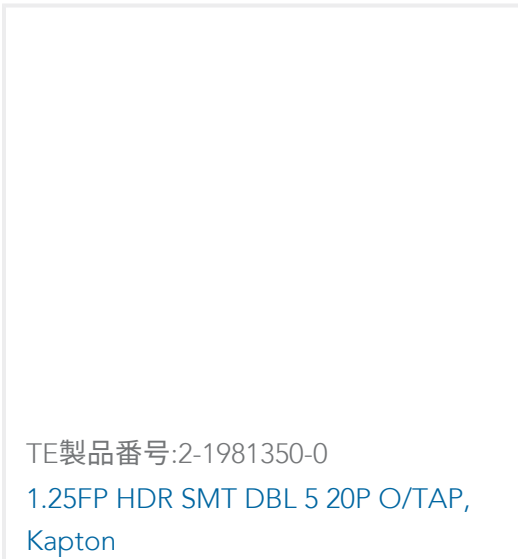 TE製品番号:2-1981350-0
1.25FP HDR SMT DBL 5 20P O/TAP,
Kapton